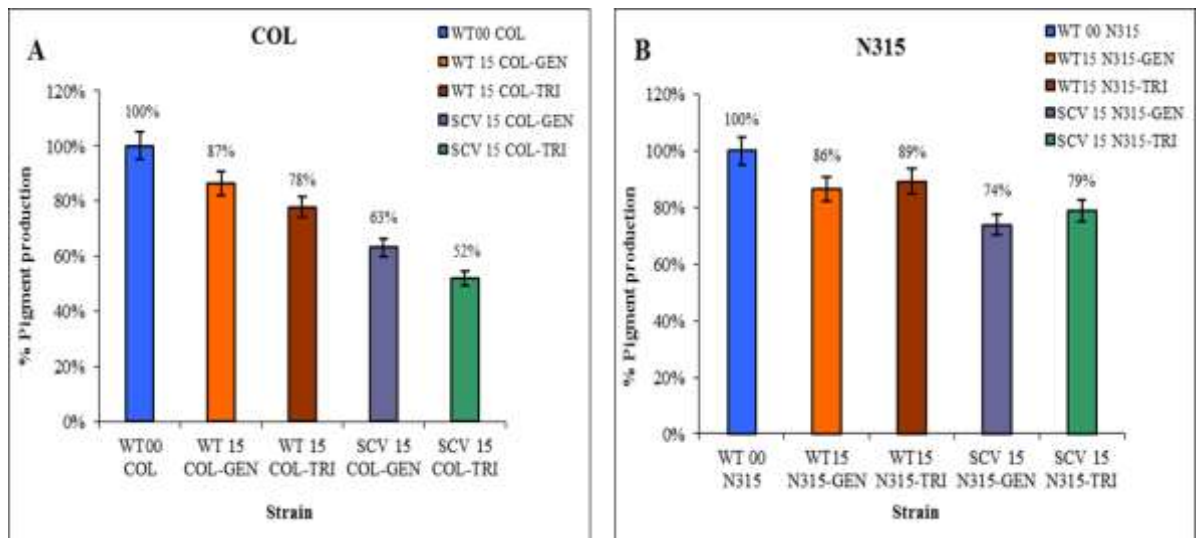 A
COL
WT00 COL
WT 15 COL-GEN
WT 15 COL-TRI
SCV 15 COL-GEN
SCV 15 COL-TRI
% Pigment production
120%
100%
80%
60%
40%
20%
0%
100%
87%
78%
63%
52%
WT00 COL
WT 15 COL-GEN
WT 15 COL-TRI
SCV 15 COL-GEN
SCV 15 COL-TRI
Strain
B
N315
WT 00 N315
WT15 N315-GEN
WT15 N315-TRI
SCV 15 N315-GEN
SCV 15 N315-TRI
% Pigment production
120%
100%
80%
60%
40%
20%
0%
100%
86%
89%
74%
79%
WT 00 N315
WT15 N315-GEN
WT15 N315-TRI
SCV 15 N315-GEN
SCV 15 N315-TRI
Strain